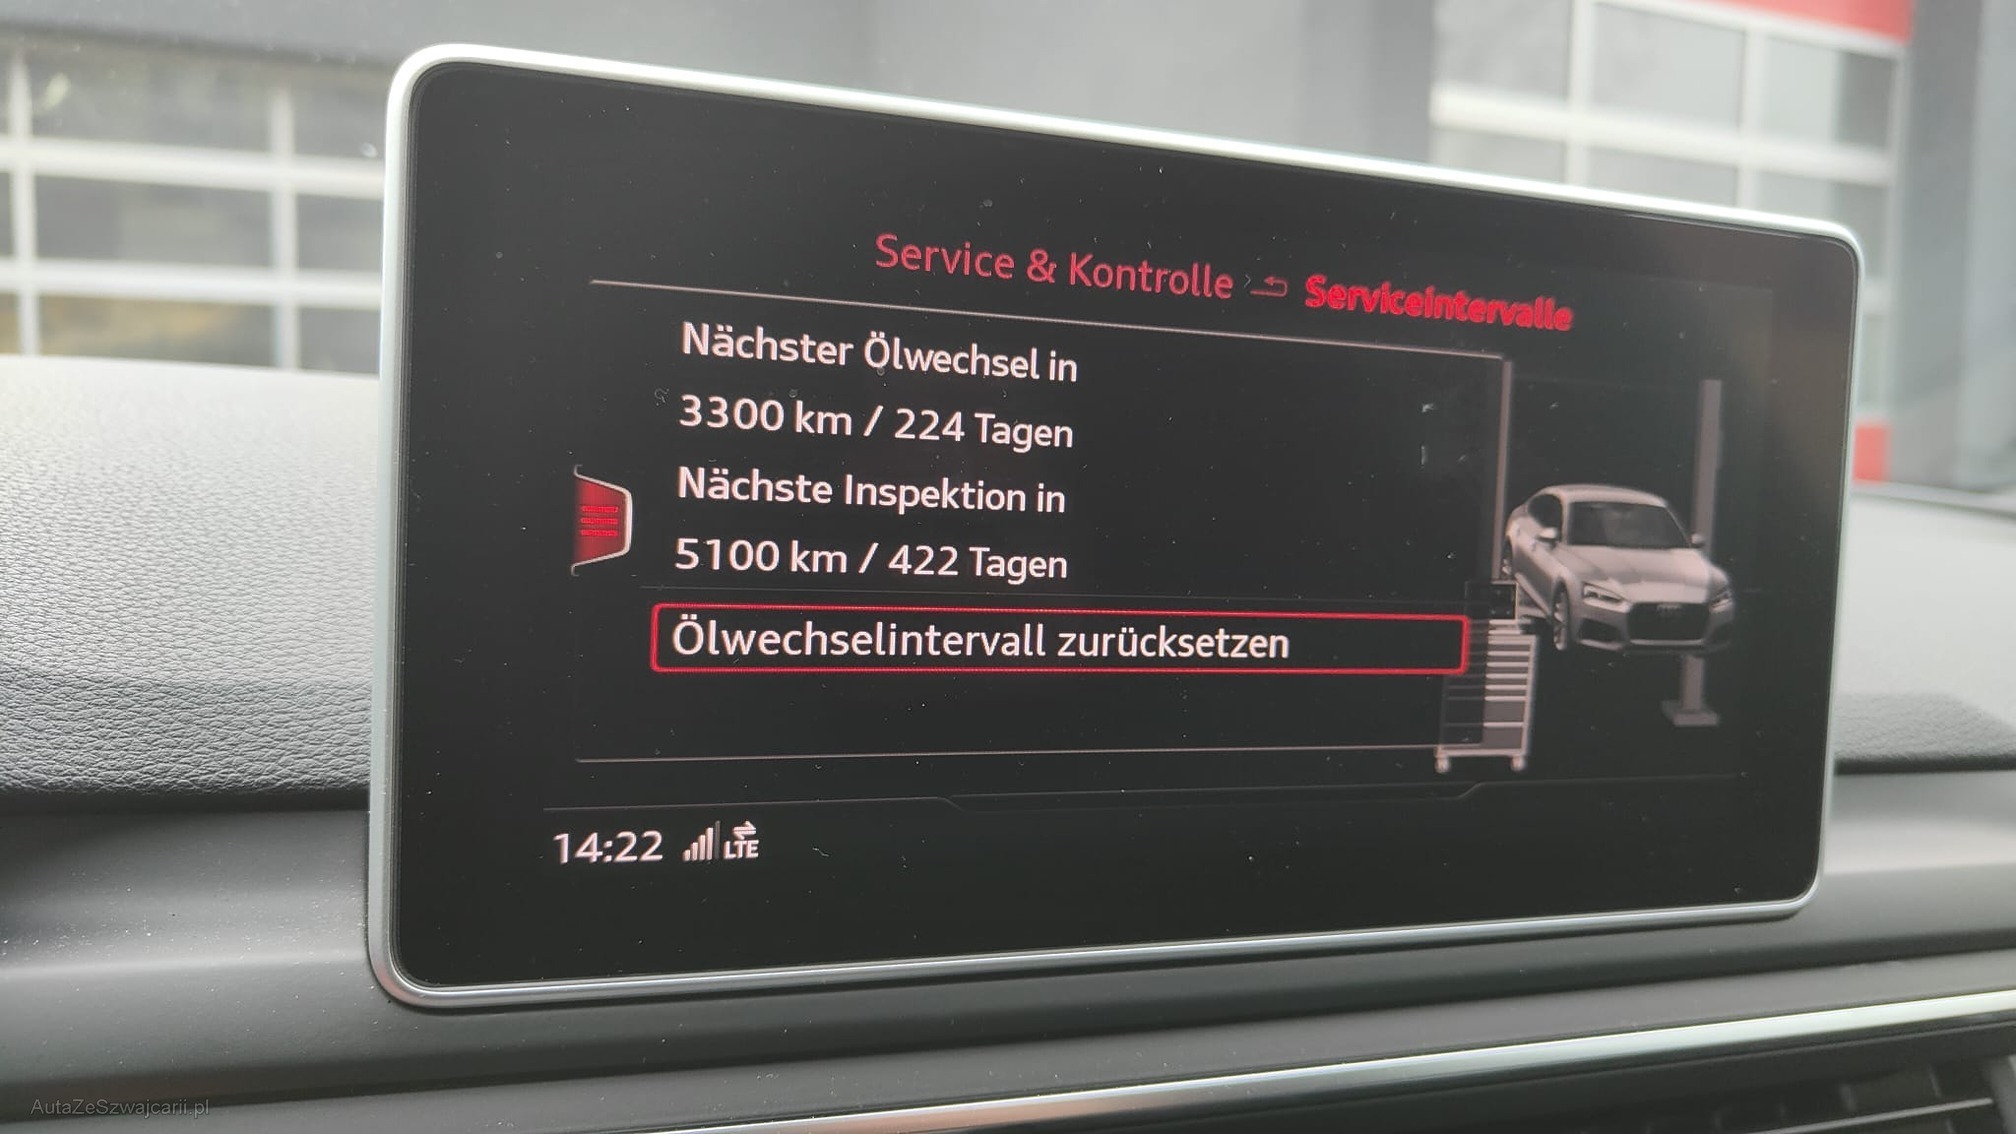 Service & Kontrolle Serviceintervalle
Nächster Ölwechsel in
3300 km / 224 Tagen
Nächste Inspektion in
5100 km / 422 Tagen
Ölwechselintervall zurücksetzen
14:22 LTE
AutaZeSzwajcarii.pl